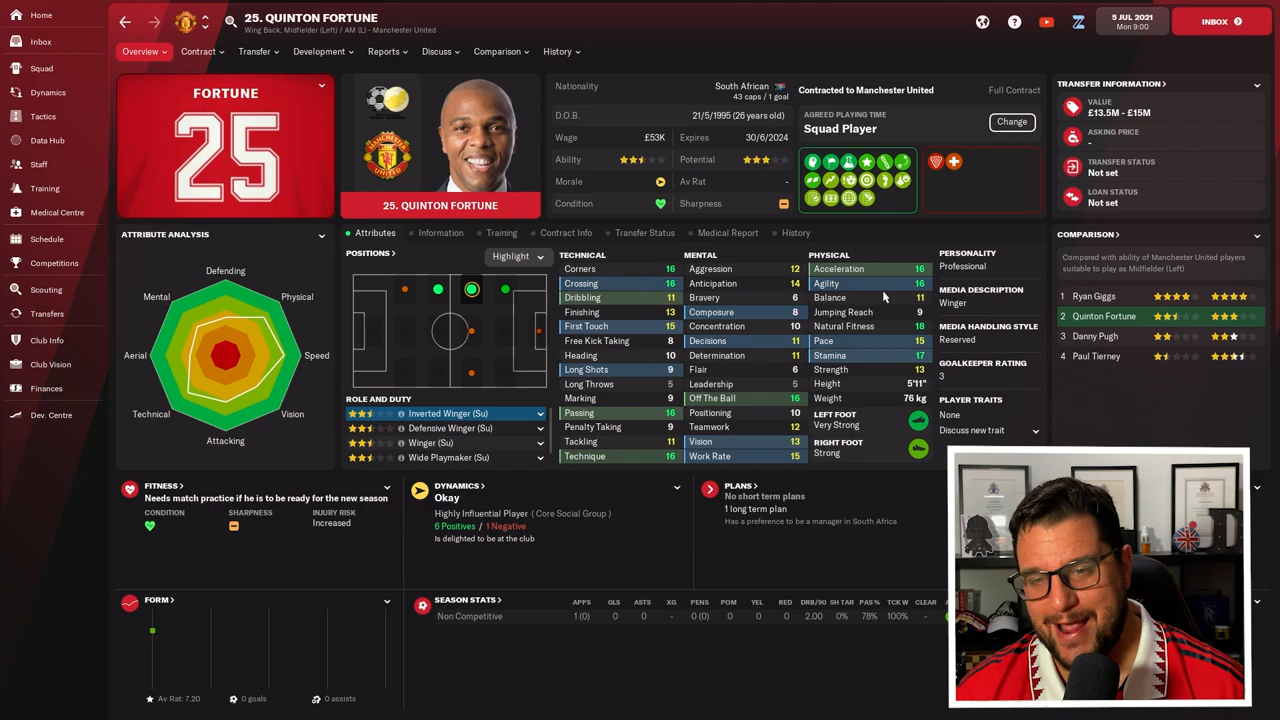 Home
Inbox
Squad
Dynamics
Tactics
Data Hub
Staff
Training
Medical Centre
Schedule
Competitions
Scouting
Transfers
Club Info
Club Vision
Finances
Dev. Centre
25. QUINTON FORTUNE
Wing Back, Midfielder (Left) / AM (L) - Manchester United
5 JUL 2021
Mon 9:00
INBOX
Overview
Contract
Transfer
Development
Reports
Discuss
Comparison
History
FORTUNE
25
25. QUINTON FORTUNE
Nationality South African
43 caps / 1 goal
D.O.B. 21/5/1995 (26 years old)
Wage £53K Expires 30/6/2024
Ability Potential
Morale Av Rat -
Condition Sharpness
Contracted to Manchester United Full Contract
AGREED PLAYING TIME
Squad Player
Change
TRANSFER INFORMATION >
VALUE
£13.5M - £15M
ASKING PRICE
-
TRANSFER STATUS
Not set
LOAN STATUS
Not set
ATTRIBUTE ANALYSIS
Defending
Physical
Speed
Vision
Attacking
Technical
Aerial
Mental
Attributes
Information
Training
Contract Info
Transfer Status
Medical Report
History
POSITIONS >
Highlight
ROLE AND DUTY
Inverted Winger (Su)
Defensive Winger (Su)
Winger (Su)
Wide Playmaker (Su)
TECHNICAL
Corners 16
Crossing 16
Dribbling 11
Finishing 13
First Touch 15
Free Kick Taking 8
Heading 10
Long Shots 9
Long Throws 5
Marking 9
Passing 16
Penalty Taking 9
Tackling 11
Technique 16
MENTAL
Aggression 12
Anticipation 14
Bravery 6
Composure 8
Concentration 10
Decisions 11
Determination 11
Flair 6
Leadership 5
Off The Ball 16
Positioning 10
Teamwork 12
Vision 13
Work Rate 15
PHYSICAL
Acceleration 16
Agility 16
Balance 11
Jumping Reach 9
Natural Fitness 18
Pace 15
Stamina 17
Strength 13
Height 5'11"
Weight 76 kg
LEFT FOOT
Very Strong
RIGHT FOOT
Strong
PERSONALITY
Professional
MEDIA DESCRIPTION
Winger
MEDIA HANDLING STYLE
Reserved
GOALKEEPER RATING
3
PLAYER TRAITS
None
Discuss new trait
COMPARISON >
Compared with ability of Manchester United players
suitable to play as Midfielder (Left)
1 Ryan Giggs
2 Quinton Fortune
3 Danny Pugh
4 Paul Tierney
FITNESS >
Needs match practice if he is to be ready for the new season
CONDITION
SHARPNESS
INJURY RISK
Increased
DYNAMICS >
Okay
Highly Influential Player ( Core Social Group )
6 Positives / 1 Negative
Is delighted to be at the club
PLANS >
No short term plans
1 long term plan
Has a preference to be a manager in South Africa
FORM >
Av Rat: 7.20
0 goals
0 assists
SEASON STATS >
APPS GLS ASTS XG PENS POM YEL RED DRB/90 SH TAR PAS % TCK W CLEAR
Non Competitive 1 (0) 0 0 - 0 (0) 0 0 0 2.00 0% 78% 100% -